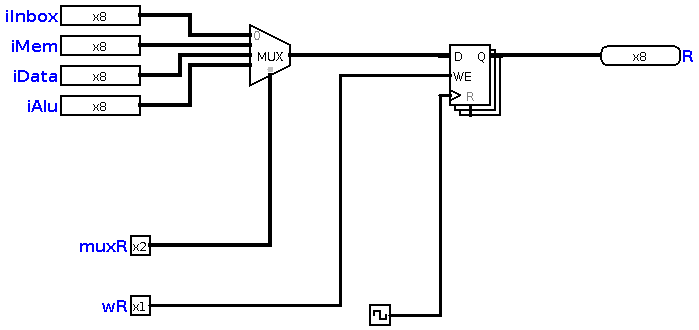 iInbox x8
iMem x8
iData x8
iAlu x8
0
MUX
D Q
WE
R
x8 R
muxR x2
wR x1